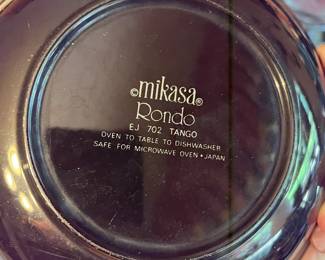 ©mikasa®
Rondo
EJ 702 TANGO
OVEN TO TABLE TO DISHWASHER
SAFE FOR MICROWAVE OVEN • JAPAN